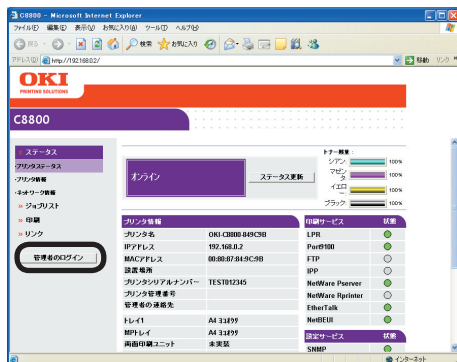 C8800 - Microsoft Internet Explorer
ファイル(F) 編集(E) 表示(V) お気に入り(A) ツール(T) ヘルプ(H)
戻る 検索 お気に入り
アドレス(D) http://192.168.0.2/ 移動 リンク
OKI
PRINTING SOLUTIONS
C8800
ステータス
・プリンタステータス
・プリンタ情報
・ネットワーク情報
» ジョブリスト
» 印刷
» リンク
管理者のログイン
オンライン
ステータス更新
トナー残量:
シアン: 100%
マゼンタ: 100%
イエロー: 100%
ブラック: 100%
プリンタ情報
プリンタ名 OKI-C8800-849C9B
IPアドレス 192.168.0.2
MACアドレス 00:80:87:84:9C:9B
設置場所
プリンタシリアルナンバー TEST012345
プリンタ管理番号
管理者の連絡先
トレイ1 A4 ヨコオクリ
MPトレイ A4 ヨコオクリ
両面印刷ユニット 未実装
印刷サービス 状態
LPR
Port9100
FTP
IPP
NetWare Pserver
NetWare Rprinter
EtherTalk
NetBEUI
設定サービス 状態
SNMP
インターネット